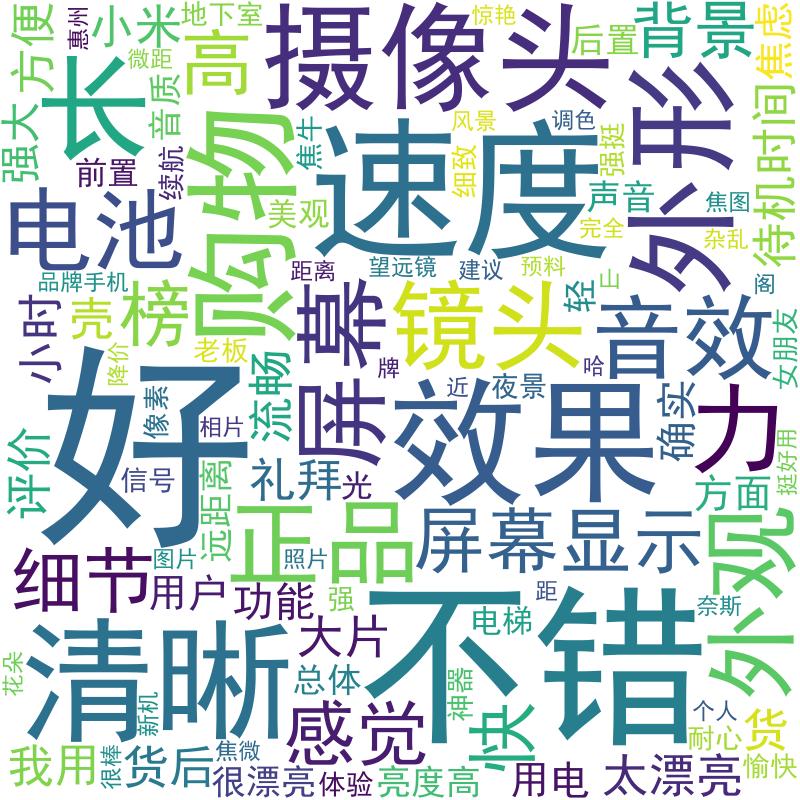 方便
惠州
小米
地下室
高
摄像头
惊艳
后置
背景
焦虑
强大
长
微距
音质
前置
续航
购物
焦牛
速度
风景
细致
调色
强挺
外形
待机时间
电池
美观
声音
焦图
完全
杂乱
品牌手机
距离
望远镜
建议
预料
轻
小时
壳
榜
屏幕
镜头
音效
女朋友
老板
降价
流畅
牌
近
夜景
哈
好
像素
效果
确实
力
评价
信号
远距离
礼拜
光
挺好用
方面
正品
屏幕显示
外观
细节
图片
照片
用户
功能
强
距
奈斯
不错
清晰
大片
电梯
花朵
新机
总体
神器
感觉
快
个人
耐心
货
我用
很棒
货后
焦微
很漂亮
体验
亮度高
用电
太漂亮
愉快